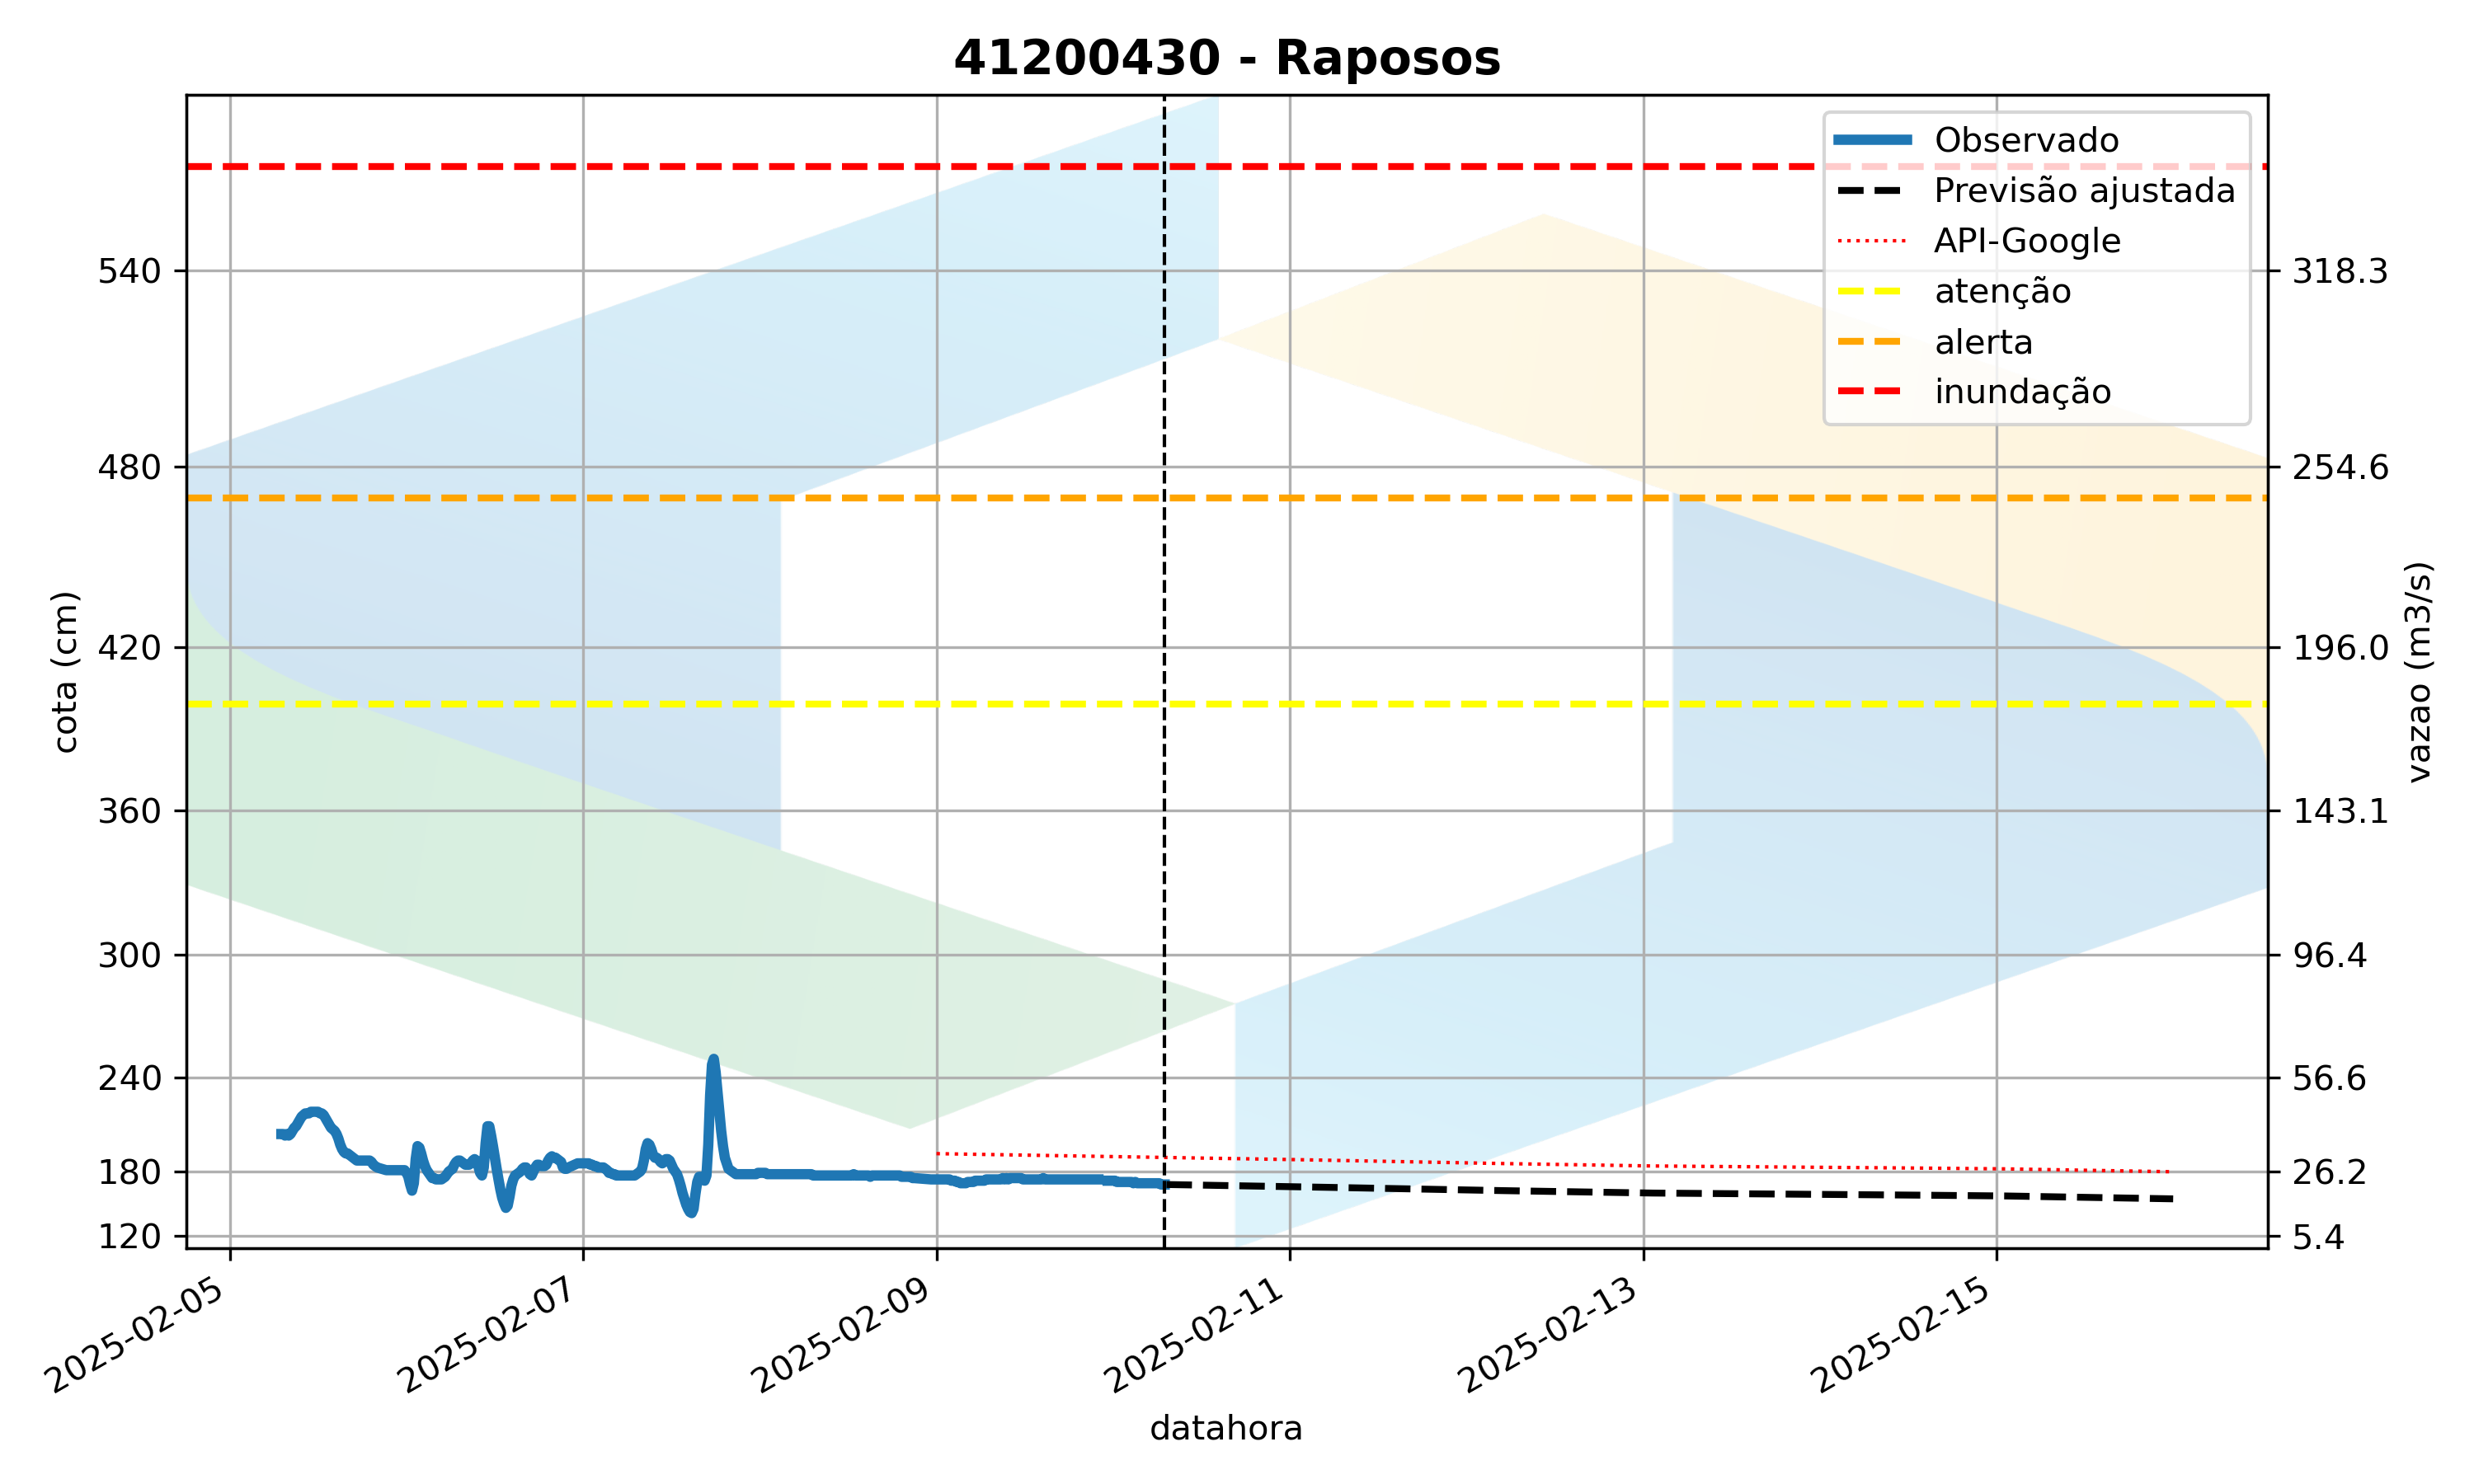 41200430 - Raposos
Observado
Previsão ajustada
API-Google
atenção
alerta
inundação
540
480
420
360
300
240
180
120
cota (cm)
318.3
254.6
196.0
143.1
96.4
56.6
26.2
5.4
vazao (m3/s)
2025-02-05
2025-02-07
2025-02-09
2025-02-11
2025-02-13
2025-02-15
datahora